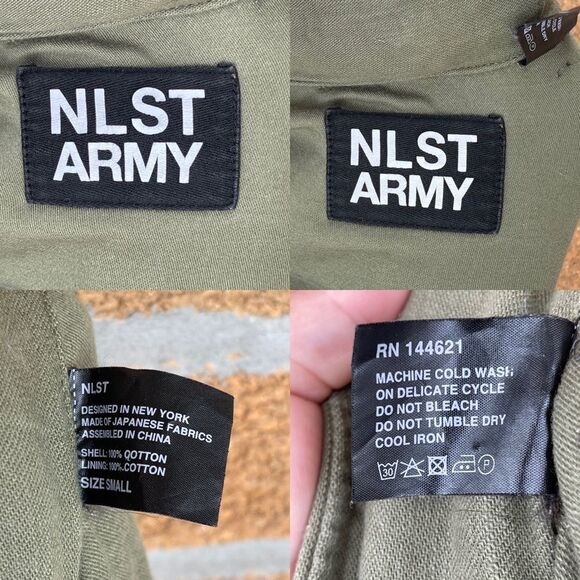 NLST
ARMY
NLST
ARMY
NLST
DESIGNED IN NEW YORK
MADE OF JAPANESE FABRICS
ASSEMBLED IN CHINA
SHELL: 100% COTTON
LINING: 100% COTTON
SIZE SMALL
RN 144621
MACHINE COLD WASH
ON DELICATE CYCLE
DO NOT BLEACH
DO NOT TUMBLE DRY
COOL IRON
30
P